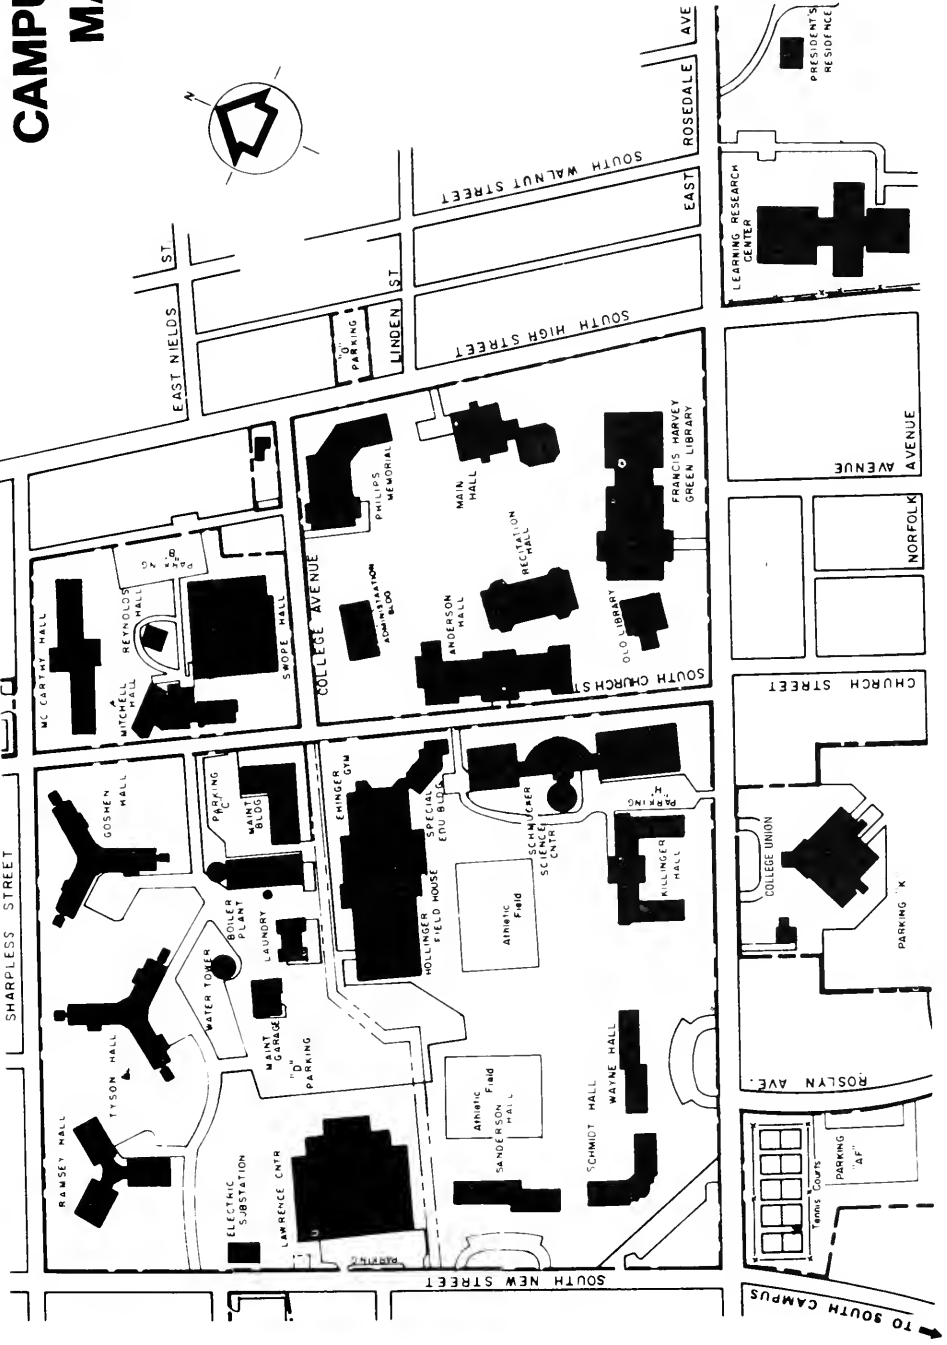 CAMPU
MA
N
PRESIDENT'S
RESIDENCE
AVE
ROSEDALE
EAST
SOUTH WALNUT STREET
LEARNING RESEARCH
CENTER
ST
EAST NIELDS
ST
LINDEN
"O"
PARKING
SOUTH HIGH STREET
AVENUE
AVENUE
NORFOLK
FRANCIS HARVEY
GREEN LIBRARY
MAIN
HALL
PHILIPS
MEMORIAL
RECITATION
HALL
ADMINISTRATION
BLDG
ANDERSON
HALL
OLD LIBRARY
COLLEGE AVENUE
SOUTH CHURCH ST
CHURCH STREET
MC CARTHY HALL
REYNOLDS
HALL
MITCHELL
HALL
SWOPE HALL
GOSHEN
HALL
PARKING
"C"
MAINT
BLDG
EHINGER GYM
SPECIAL
EDU BLDG
SCHMUCKER
SCIENCE
CNTR
PARKING
"H"
KILLINGER
HALL
COLLEGE UNION
PARKING "K"
SHARPLESS STREET
BOILER
PLANT
LAUNDRY
WATER TOWER
HOLLINGER
FIELD HOUSE
Athletic
Field
MAINT
GARAGE
"D"
PARKING
TYSON HALL
RAMSEY HALL
Athletic
Field
SANDERSON
HALL
SCHMIDT HALL
WAYNE HALL
ROSLYN AVE.
PARKING
"AF"
Tennis Courts
ELECTRIC
SUBSTATION
LAWRENCE CNTR
PARKING
SOUTH NEW STREET
TO SOUTH CAMPUS